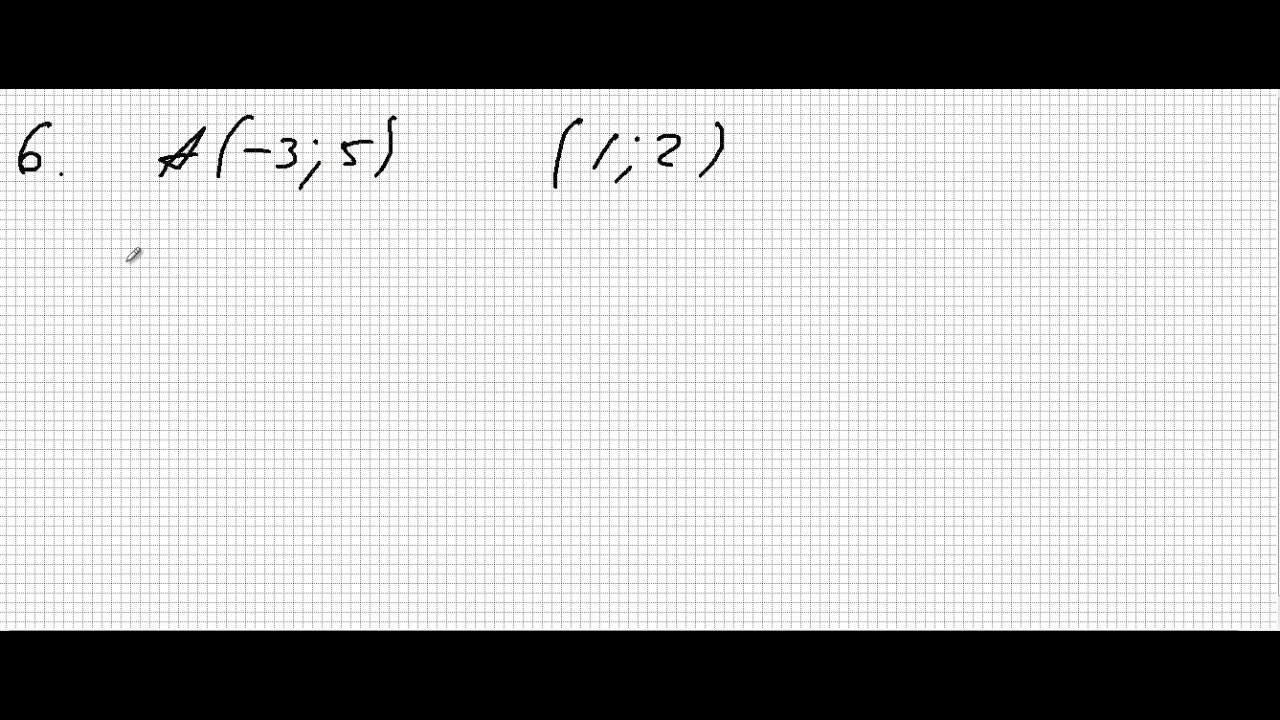 6. A(-3; 5) (1; 2)